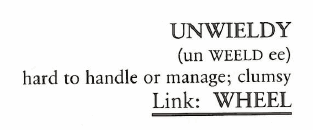 UNWIELDY
(un WEELD ee)
hard to handle or manage; clumsy
Link: WHEEL